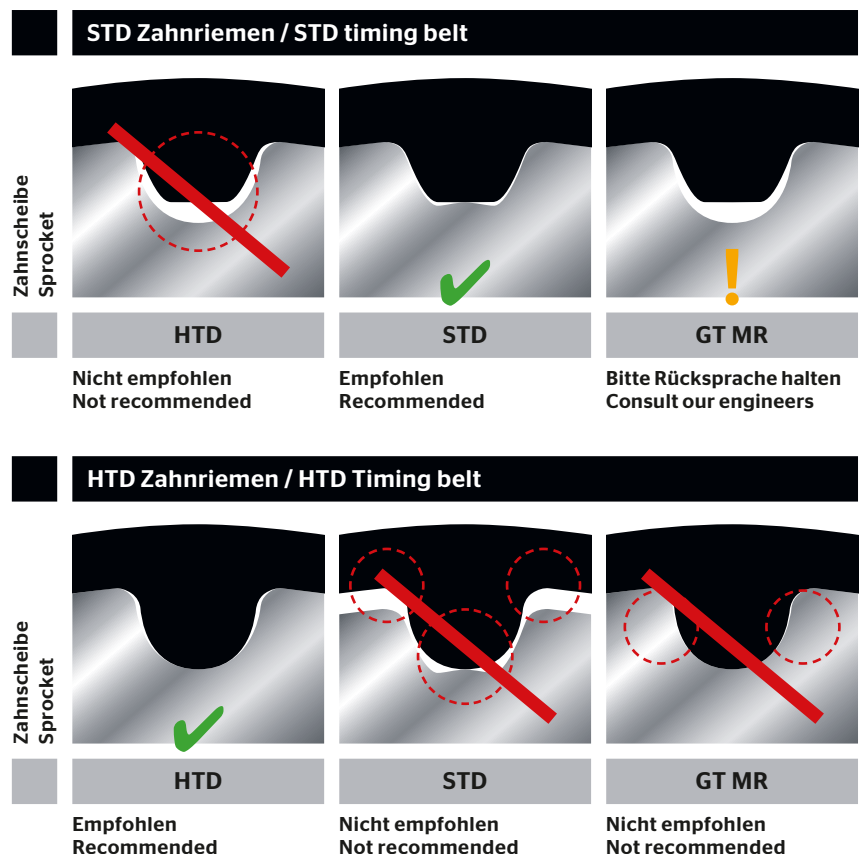 STD Zahnriemen / STD timing belt
Zahnscheibe
Sprocket
HTD
STD
GT MR
Nicht empfohlen
Not recommended
Empfohlen
Recommended
Bitte Rücksprache halten
Consult our engineers
HTD Zahnriemen / HTD Timing belt
Zahnscheibe
Sprocket
HTD
STD
GT MR
Empfohlen
Recommended
Nicht empfohlen
Not recommended
Nicht empfohlen
Not recommended